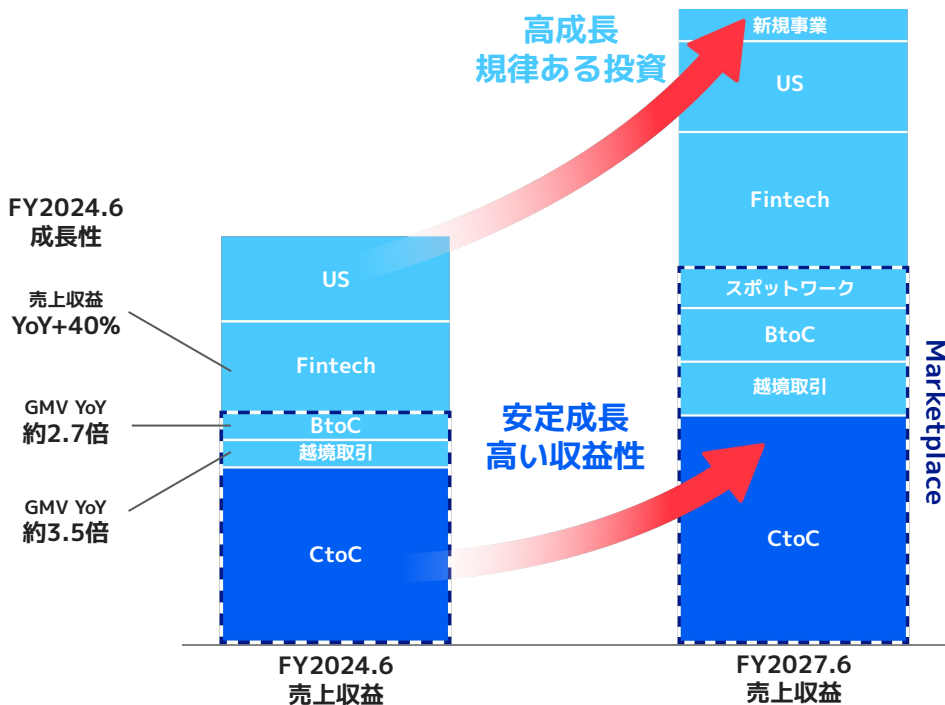 高成長
規律ある投資
FY2024.6
成長性
売上収益
YoY+40%
GMV YoY
約2.7倍
GMV YoY
約3.5倍
US
Fintech
BtoC
越境取引
CtoC
安定成長
高い収益性
新規事業
US
Fintech
スポットワーク
BtoC
越境取引
CtoC
Marketplace
FY2024.6
売上収益
FY2027.6
売上収益